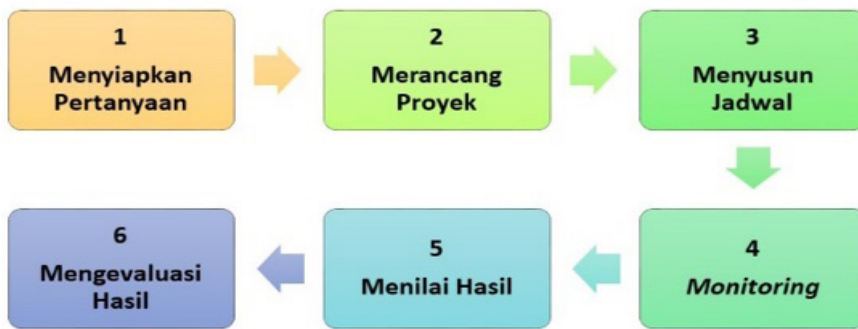 1
Menyiapkan
Pertanyaan
2
Merancang
Proyek
3
Menyusun
Jadwal
4
Monitoring
5
Menilai Hasil
6
Mengevaluasi
Hasil